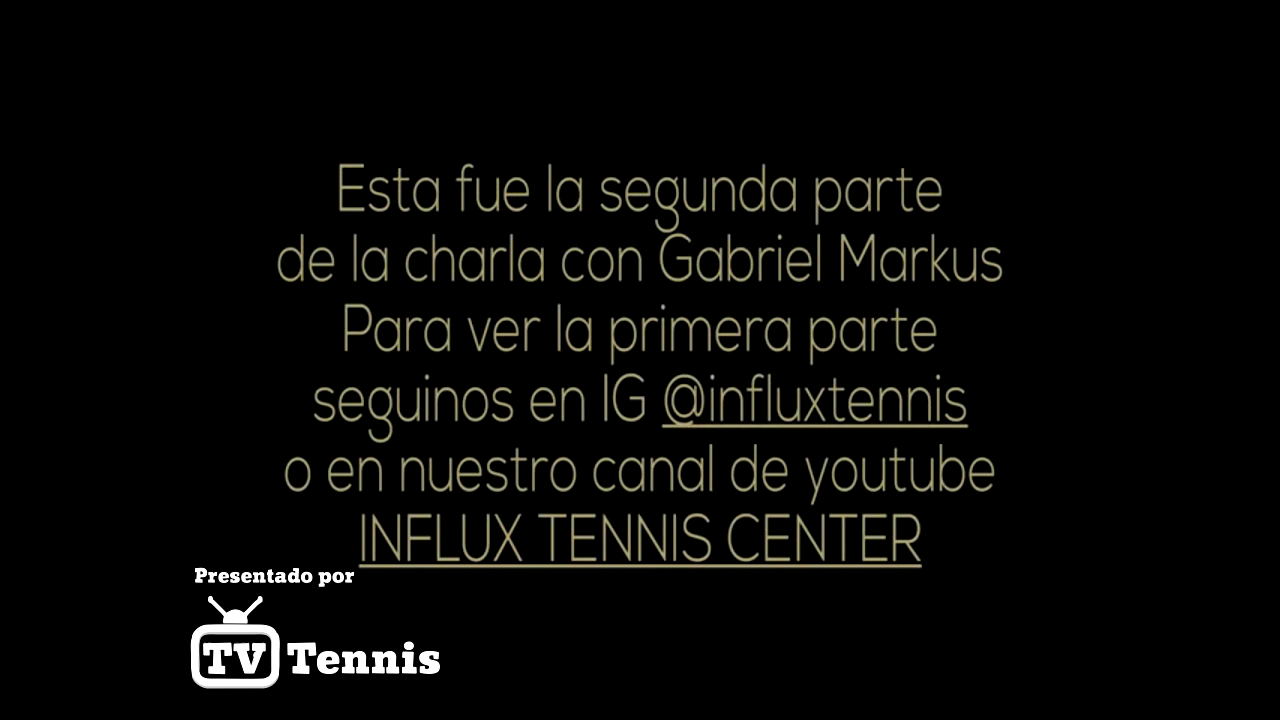 Esta fue la segunda parte
de la charla con Gabriel Markus
Para ver la primera parte
seguinos en IG @influxtennis
o en nuestro canal de youtube
INFLUX TENNIS CENTER
Presentado por
TV Tennis